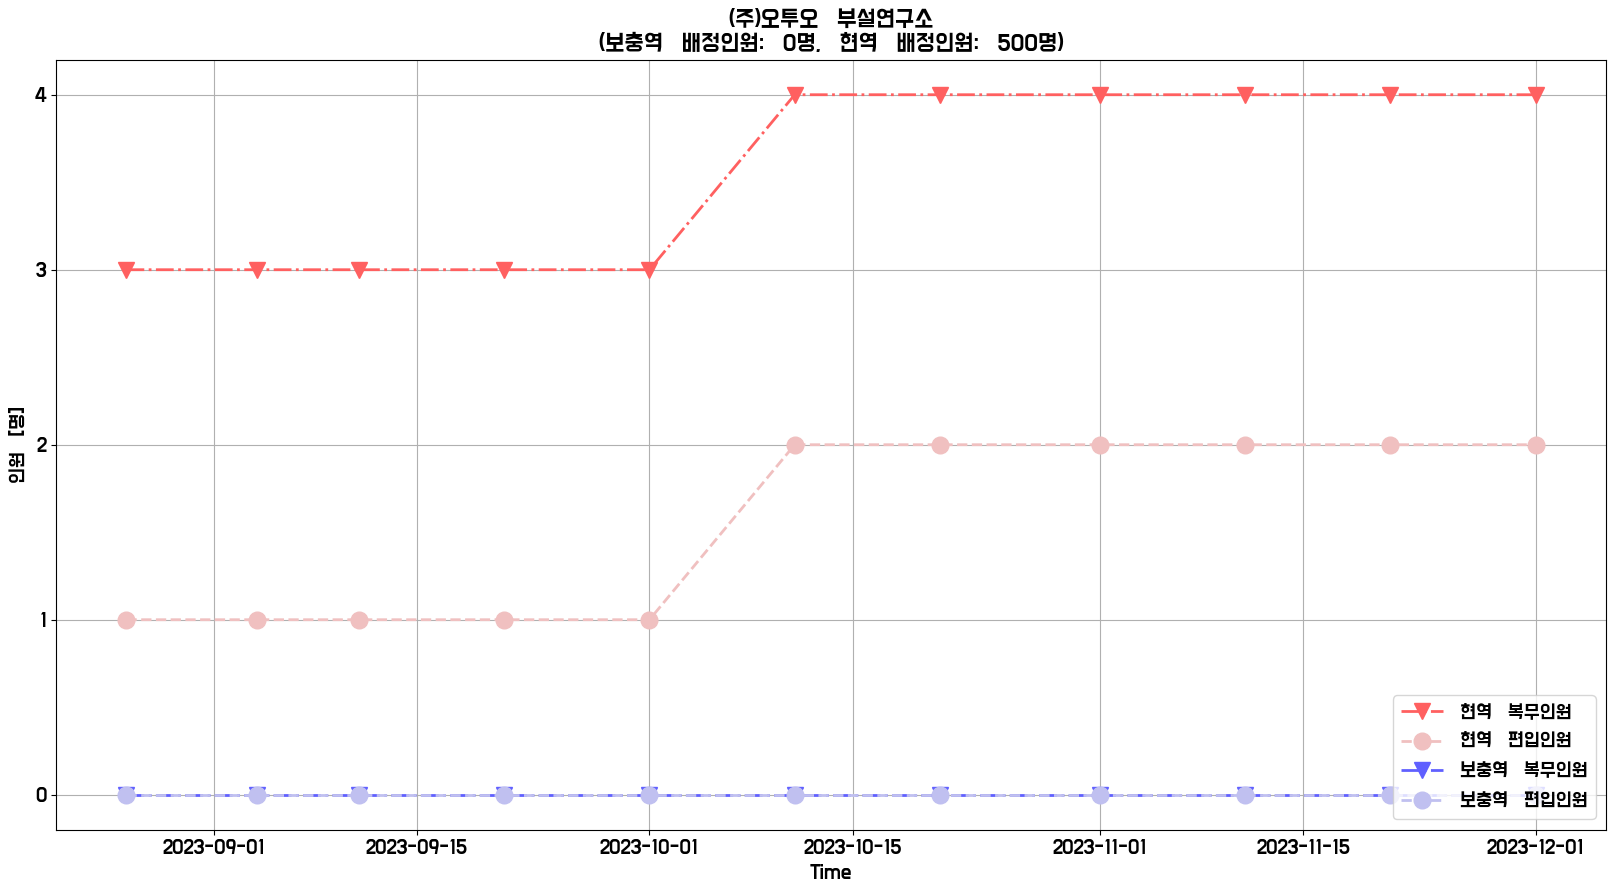 (주)오투오 부설연구소
(보충역 배정인원: 0명, 현역 배정인원: 500명)
인원 [명]
4
3
2
1
0
현역 복무인원
현역 편입인원
보충역 복무인원
보충역 편입인원
2023-09-01 2023-09-15 2023-10-01 2023-10-15 2023-11-01 2023-11-15 2023-12-01
Time